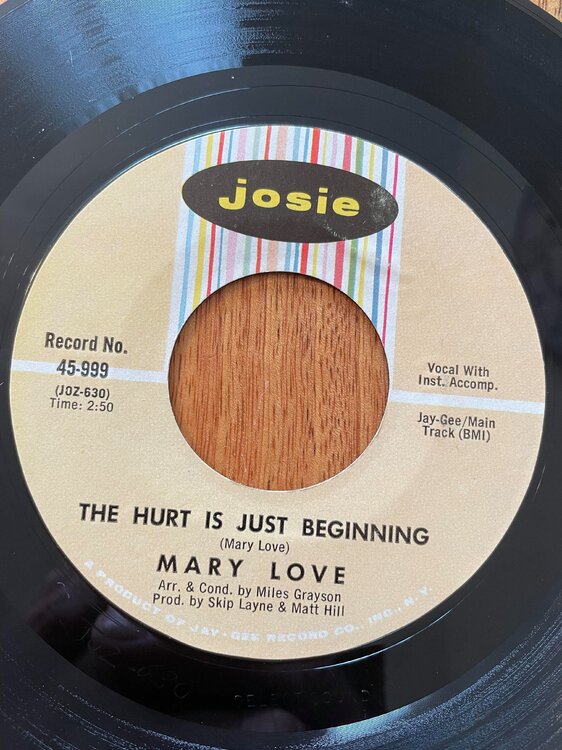 josie
Record No.
45-999
(JOZ-630)
Time: 2:50
Vocal With
Inst. Accomp.
Jay-Gee/Main
Track (BMI)
THE HURT IS JUST BEGINNING
(Mary Love)
MARY LOVE
Arr. & Cond. by Miles Grayson
Prod. by Skip Layne & Matt Hill
A PRODUCT OF JAY-GEE RECORD CO., INC., N.Y.
JOZ-630